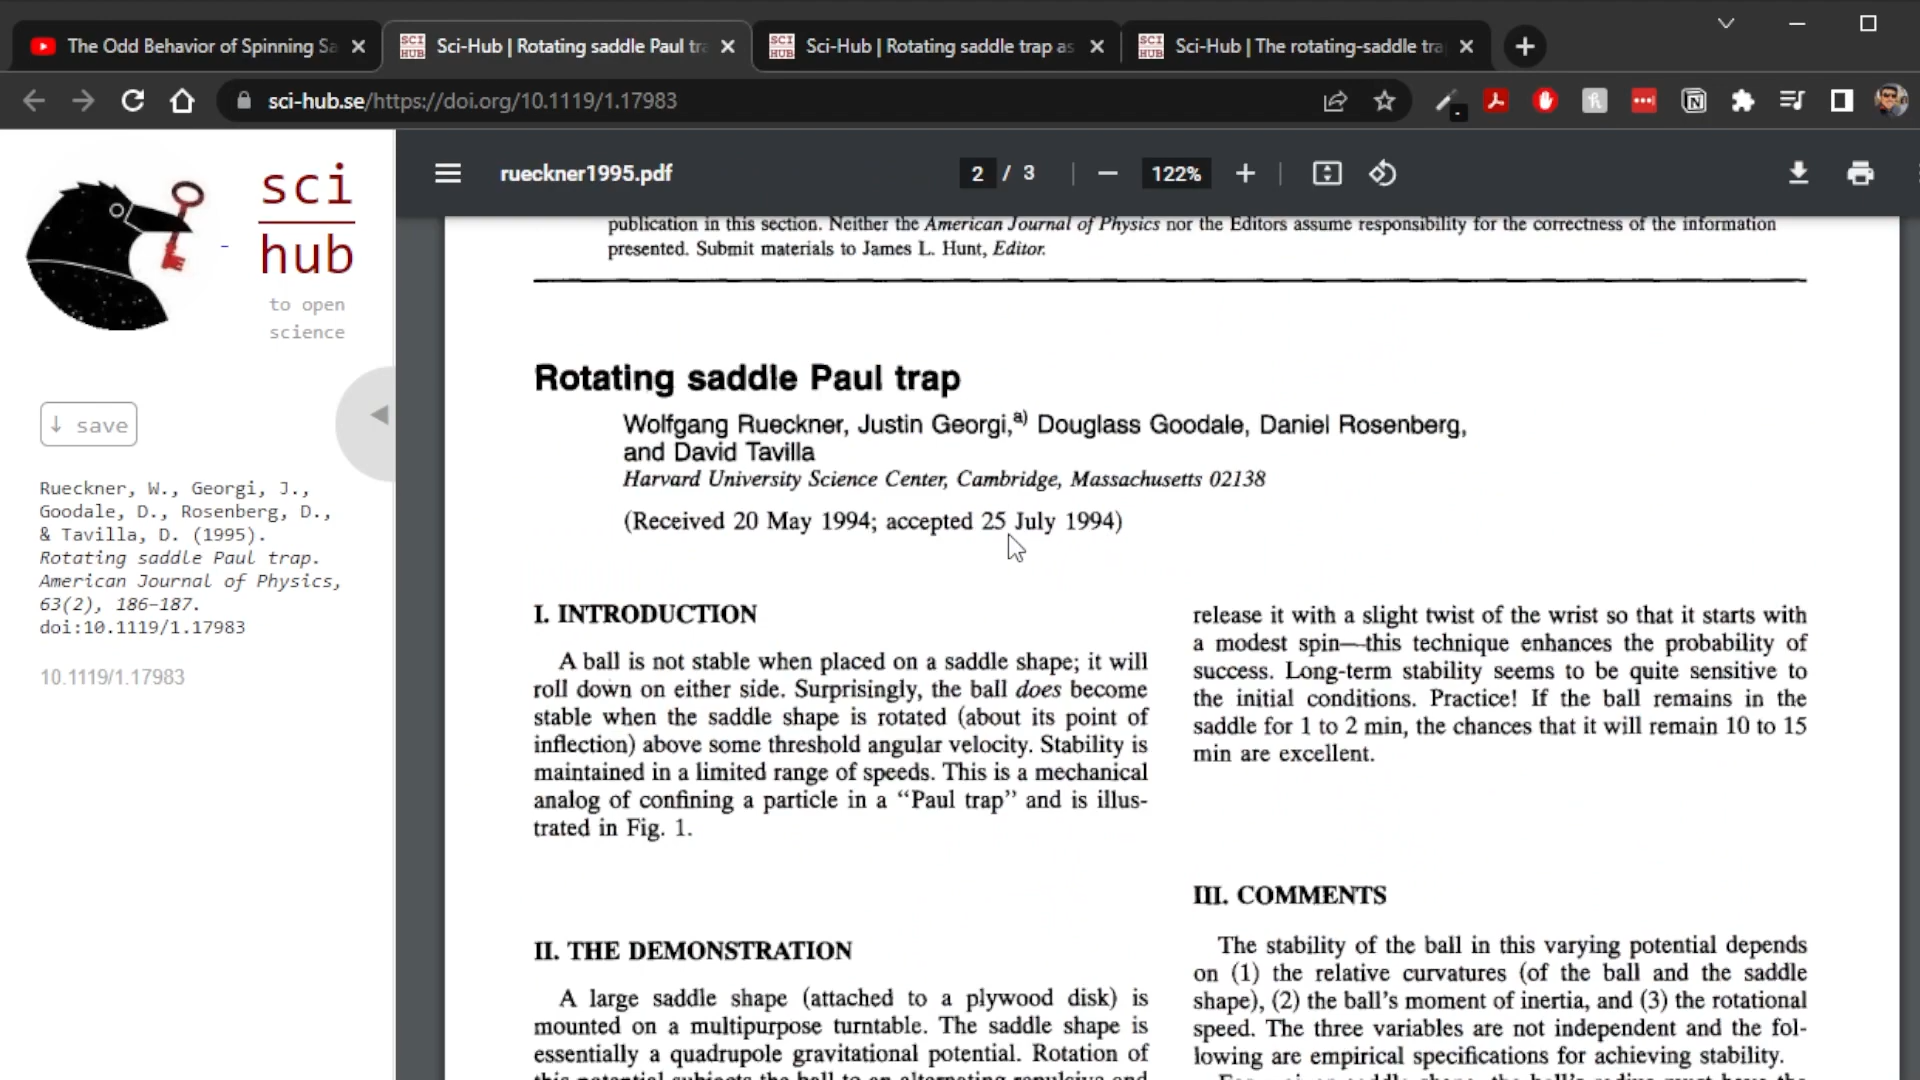 The Odd Behavior of Spinning Sa
Sci-Hub | Rotating saddle Paul tra
Sci-Hub | Rotating saddle trap as
Sci-Hub | The rotating-saddle tra
sci-hub.se/https://doi.org/10.1119/1.17983
sci
hub
to open
science
↓ save
Rueckner, W., Georgi, J.,
Goodale, D., Rosenberg, D.,
& Tavilla, D. (1995).
Rotating saddle Paul trap.
American Journal of Physics,
63(2), 186–187.
doi:10.1119/1.17983
10.1119/1.17983
rueckner1995.pdf
2 / 3
122%
publication in this section. Neither the American Journal of Physics nor the Editors assume responsibility for the correctness of the information
presented. Submit materials to James L. Hunt, Editor.
Rotating saddle Paul trap
Wolfgang Rueckner, Justin Georgi,a) Douglass Goodale, Daniel Rosenberg,
and David Tavilla
Harvard University Science Center, Cambridge, Massachusetts 02138
(Received 20 May 1994; accepted 25 July 1994)
I. INTRODUCTION
A ball is not stable when placed on a saddle shape; it will
roll down on either side. Surprisingly, the ball does become
stable when the saddle shape is rotated (about its point of
inflection) above some threshold angular velocity. Stability is
maintained in a limited range of speeds. This is a mechanical
analog of confining a particle in a “Paul trap” and is illus-
trated in Fig. 1.
II. THE DEMONSTRATION
A large saddle shape (attached to a plywood disk) is
mounted on a multipurpose turntable. The saddle shape is
essentially a quadrupole gravitational potential. Rotation of
this potential subjects the ball to an alternating repulsive and
release it with a slight twist of the wrist so that it starts with
a modest spin—this technique enhances the probability of
success. Long-term stability seems to be quite sensitive to
the initial conditions. Practice! If the ball remains in the
saddle for 1 to 2 min, the chances that it will remain 10 to 15
min are excellent.
III. COMMENTS
The stability of the ball in this varying potential depends
on (1) the relative curvatures (of the ball and the saddle
shape), (2) the ball’s moment of inertia, and (3) the rotational
speed. The three variables are not independent and the fol-
lowing are empirical specifications for achieving stability.